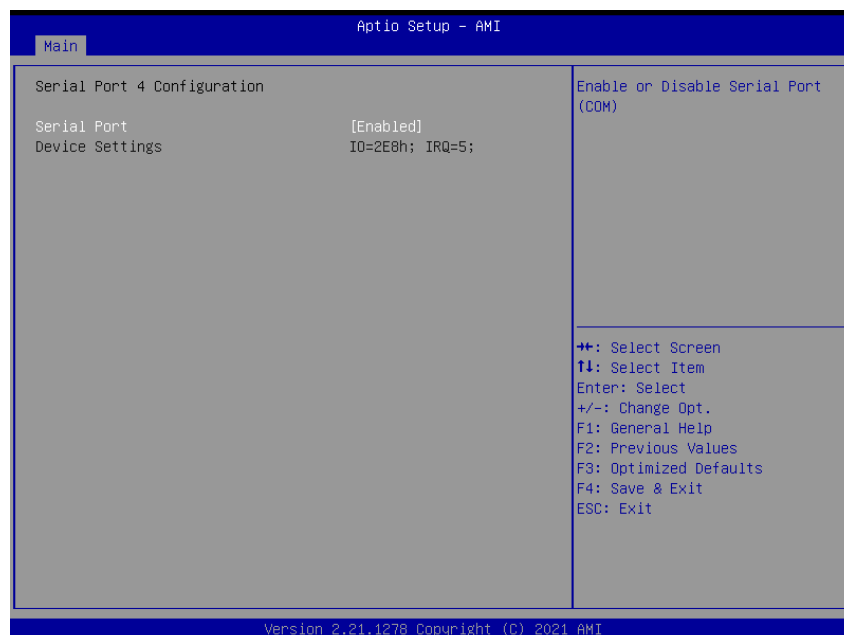 Aptio Setup – AMI
Main
Serial Port 4 Configuration
Serial Port [Enabled]
Device Settings IO=2E8h; IRQ=5;
Enable or Disable Serial Port
(COM)
→←: Select Screen
↑↓: Select Item
Enter: Select
+/-: Change Opt.
F1: General Help
F2: Previous Values
F3: Optimized Defaults
F4: Save & Exit
ESC: Exit
Version 2.21.1278 Copyright (C) 2021 AMI